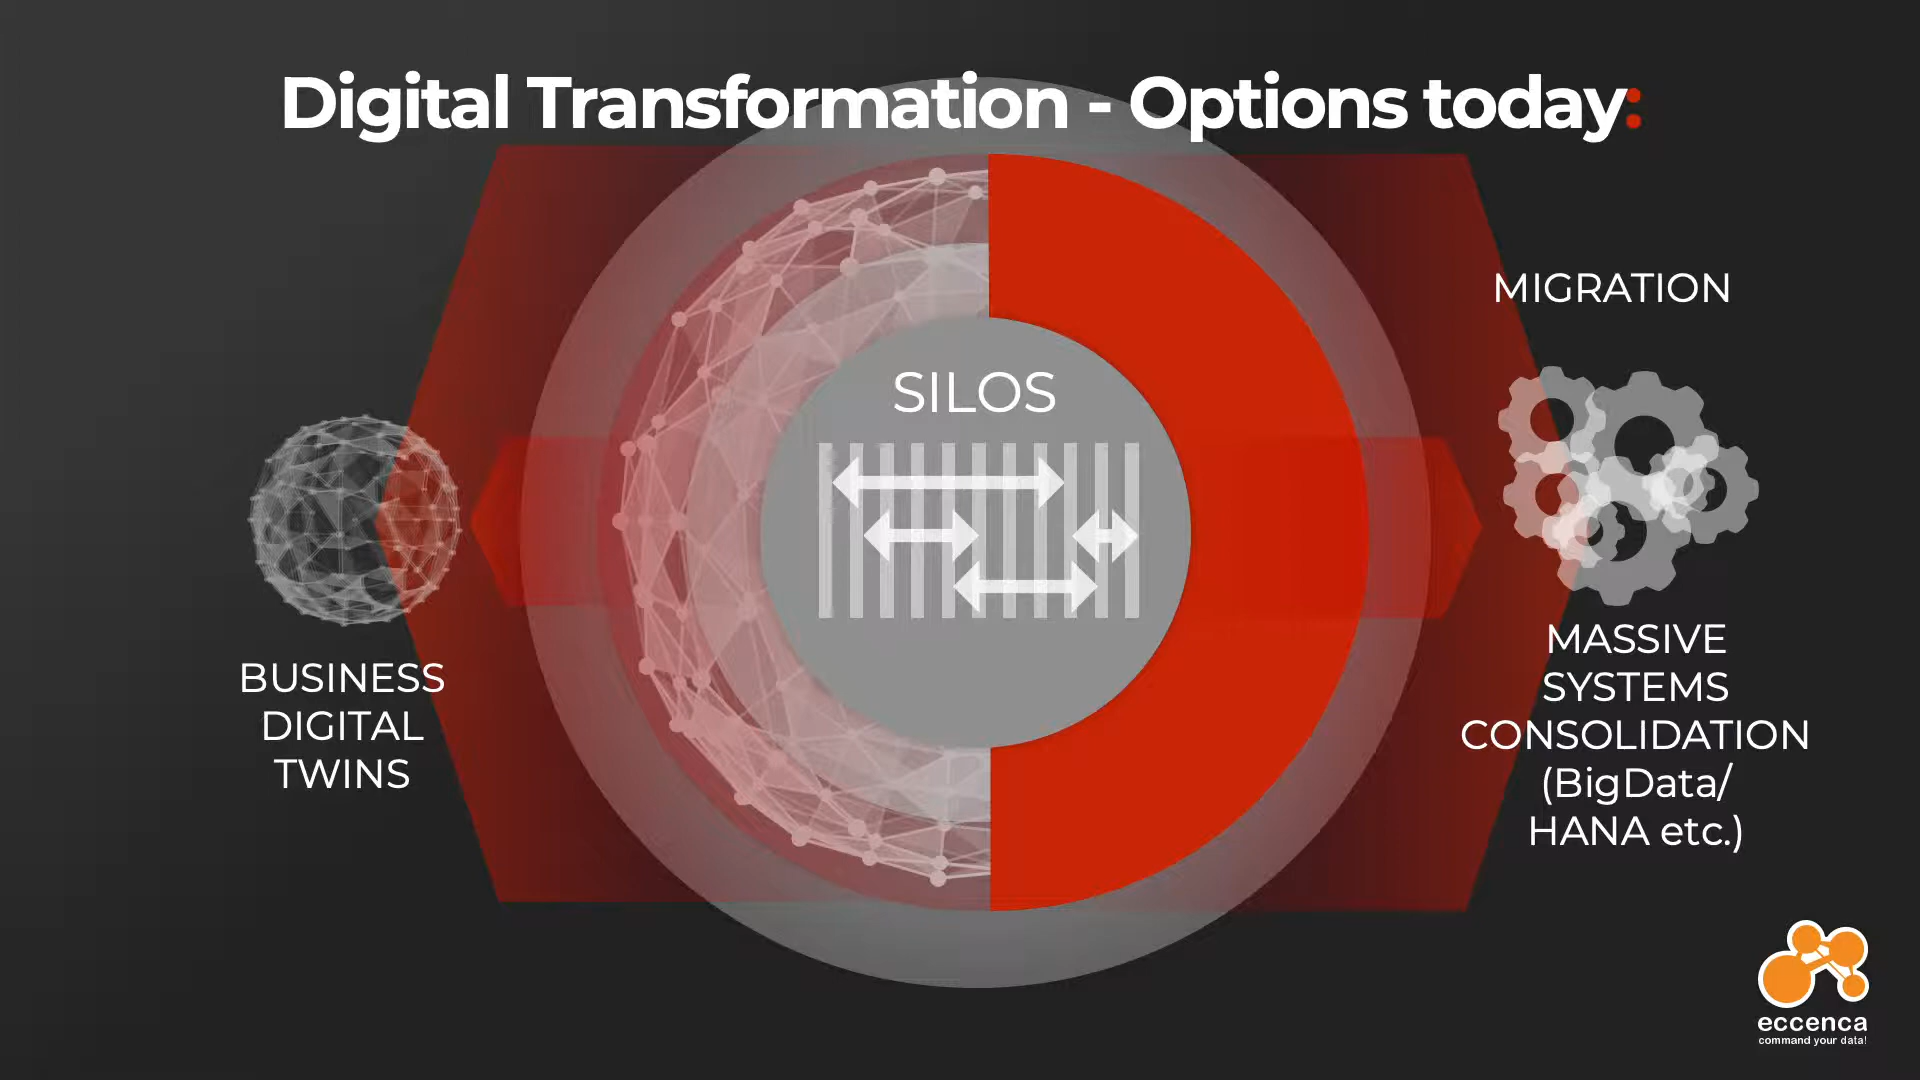 Digital Transformation - Options today:
SILOS
BUSINESS
DIGITAL
TWINS
MIGRATION
MASSIVE
SYSTEMS
CONSOLIDATION
(BigData/
HANA etc.)
eccenca
command your data!